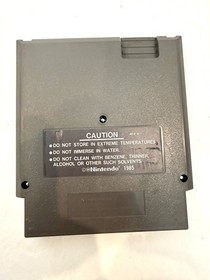 CAUTION
•DO NOT STORE IN EXTREME TEMPERATURES.
•DO NOT IMMERSE IN WATER.
•DO NOT CLEAN WITH BENZENE, THINNER,
ALCOHOL OR OTHER SUCH SOLVENTS.
©®Nintendo 1985